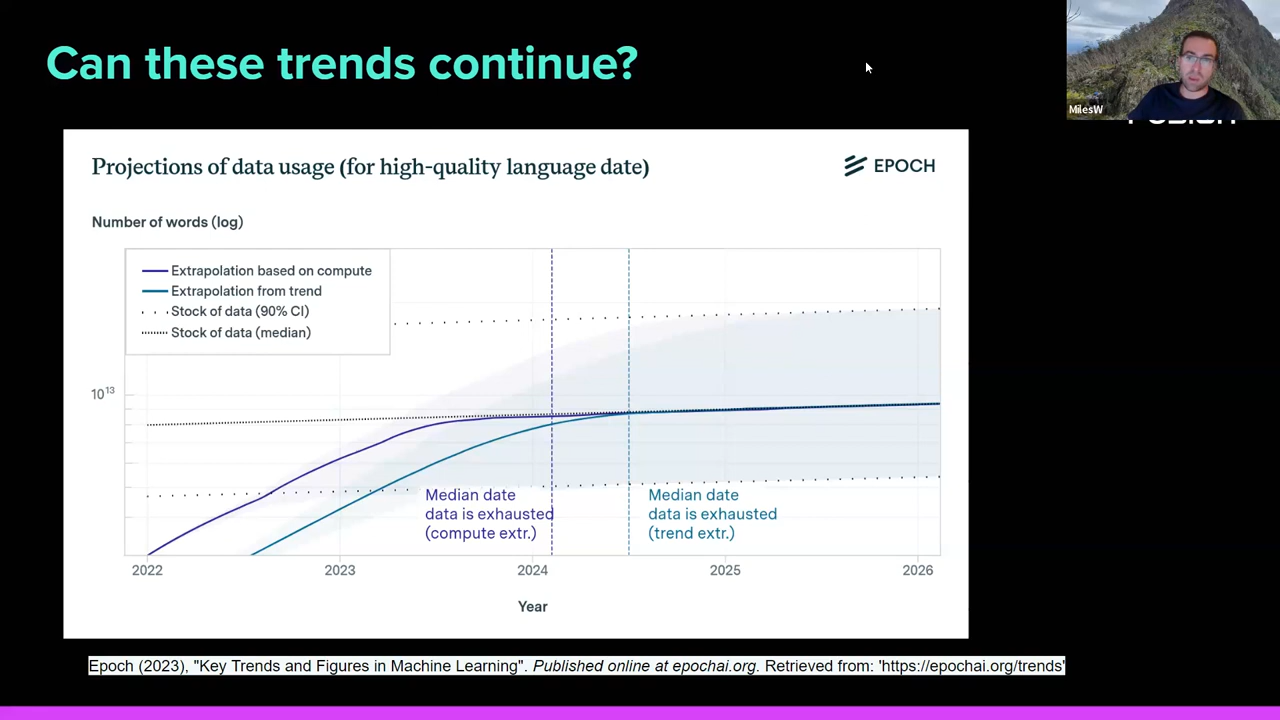 Can these trends continue?
MilesW
Projections of data usage (for high-quality language date)
EPOCH
Number of words (log)
Extrapolation based on compute
Extrapolation from trend
Stock of data (90% CI)
Stock of data (median)
10¹³
Median date
data is exhausted
(compute extr.)
Median date
data is exhausted
(trend extr.)
2022
2023
2024
2025
2026
Year
Epoch (2023), "Key Trends and Figures in Machine Learning". Published online at epochai.org. Retrieved from: 'https://epochai.org/trends'